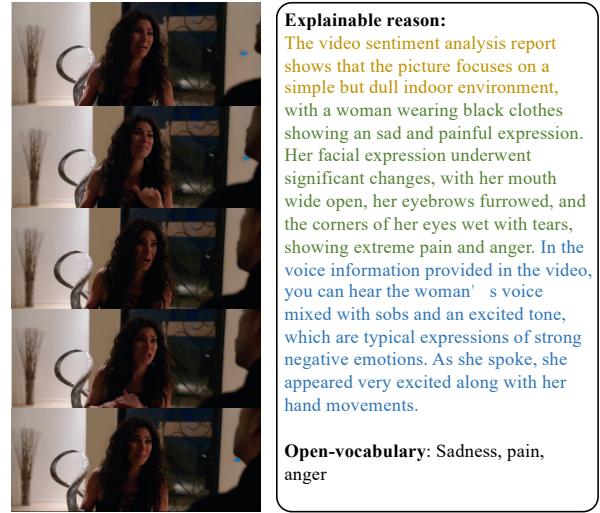 Explainable reason:
The video sentiment analysis report
shows that the picture focuses on a
simple but dull indoor environment,
with a woman wearing black clothes
showing an sad and painful expression.
Her facial expression underwent
significant changes, with her mouth
wide open, her eyebrows furrowed, and
the corners of her eyes wet with tears,
showing extreme pain and anger. In the
voice information provided in the video,
you can hear the woman' s voice
mixed with sobs and an excited tone,
which are typical expressions of strong
negative emotions. As she spoke, she
appeared very excited along with her
hand movements.
Open-vocabulary: Sadness, pain,
anger